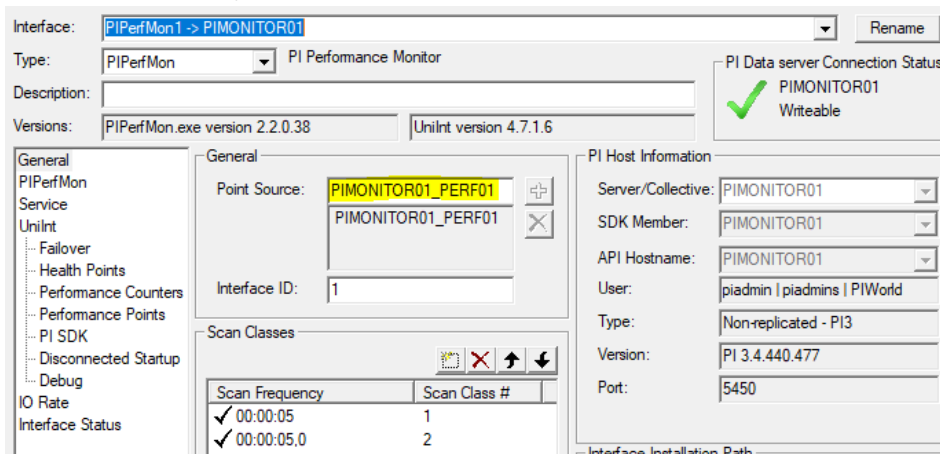 Interface: PIPerfMon1 -> PIMONITOR01 Rename
Type: PIPerfMon PI Performance Monitor
PI Data server Connection Status
Description:
PIMONITOR01
Writeable
Versions: PIPerfMon.exe version 2.2.0.38 UniInt version 4.7.1.6
General
PIPerfMon
Service
UniInt
Failover
Health Points
Performance Counters
Performance Points
PI SDK
Disconnected Startup
Debug
IO Rate
Interface Status
General
Point Source: PIMONITOR01_PERF01
PIMONITOR01_PERF01
Interface ID: 1
Scan Classes
Scan Frequency Scan Class #
00:00:05 1
00:00:05,0 2
PI Host Information
Server/Collective: PIMONITOR01
SDK Member: PIMONITOR01
API Hostname: PIMONITOR01
User: piadmin | piadmins | PIWorld
Type: Non-replicated - PI3
Version: PI 3.4.440.477
Port: 5450
Interface Installation Path